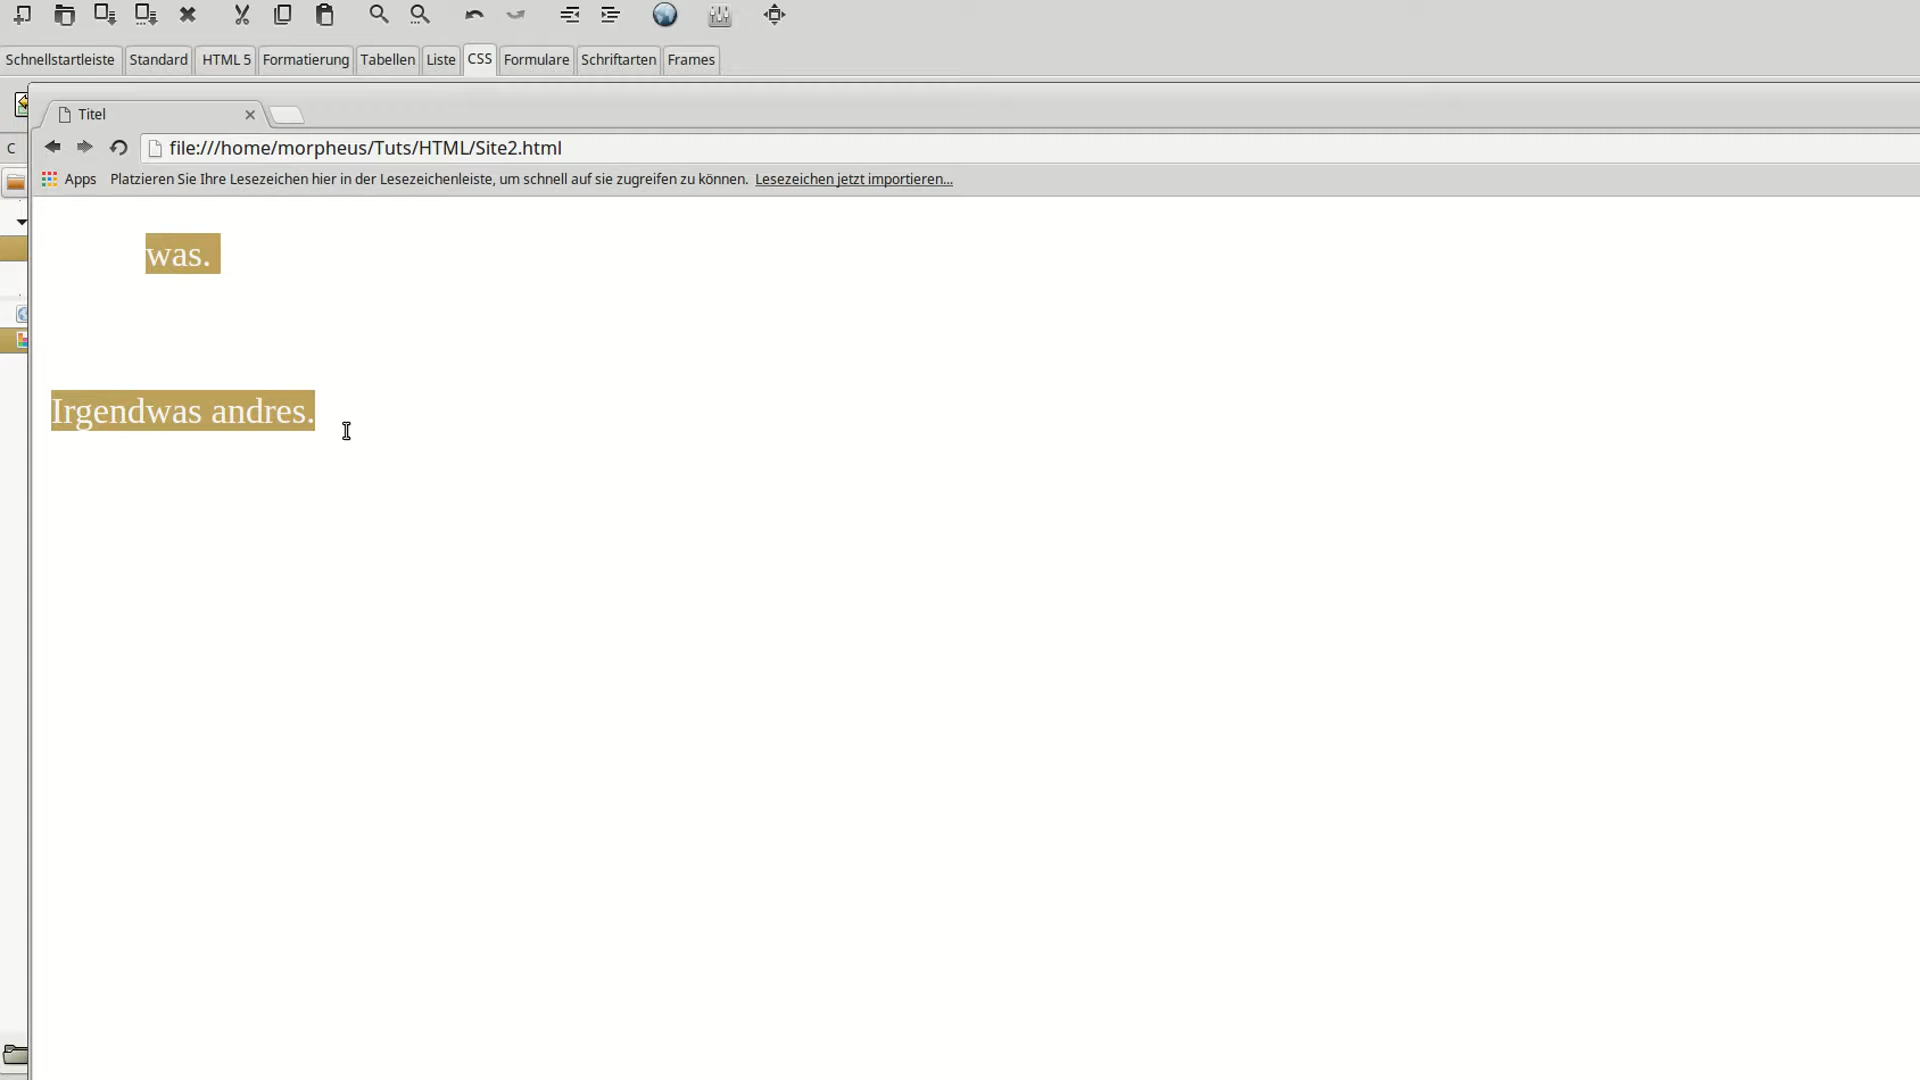 Schnellstartleiste Standard HTML 5 Formatierung Tabellen Liste CSS Formulare Schriftarten Frames
Titel
C
file:///home/morpheus/Tuts/HTML/Site2.html
Apps Platzieren Sie Ihre Lesezeichen hier in der Lesezeichenleiste, um schnell auf sie zugreifen zu können. Lesezeichen jetzt importieren...
was.
Irgendwas andres.